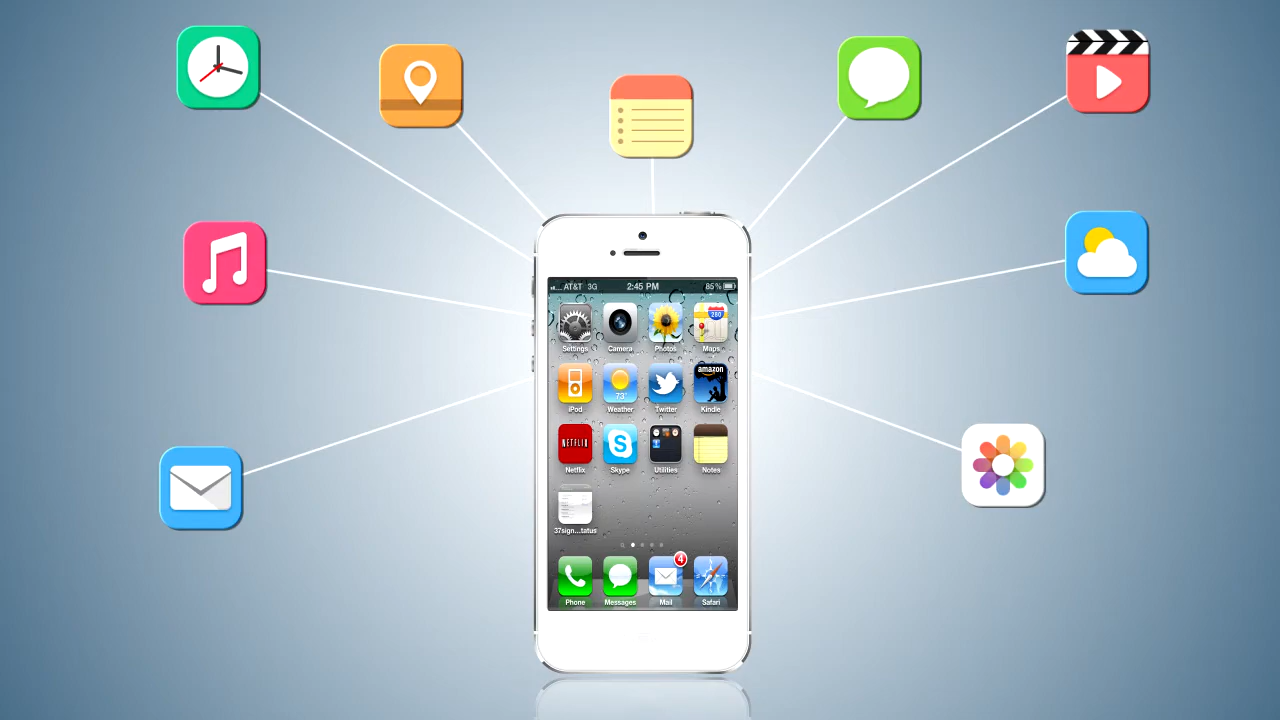 AT&T 3G 2:45 PM 85%
280
Settings Camera Photos Maps
amazon
73°
iPod Weather Twitter Kindle
NETFLIX
Netflix Skype Utilities Notes
37sign...tatus
4
Phone Messages Mail Safari